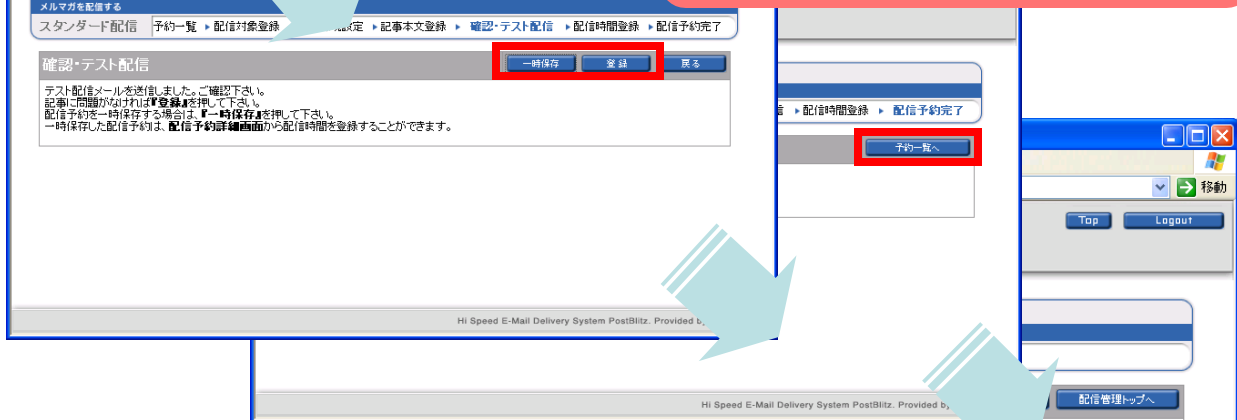 メルマガを配信する
スタンダード配信 予約一覧 ▶ 配信対象登録 定 ▶ 記事本文登録 ▶ 確認・テスト配信 ▶ 配信時間登録 ▶ 配信予約完了
確認・テスト配信 一時保存 登録 戻る
テスト配信メールを送信しました。ご確認下さい。
記事に問題がなければ『登録』を押して下さい。
配信予約を一時保存する場合は、『一時保存』を押して下さい。
一時保存した配信予約は、配信予約詳細画面から配信時間を登録することができます。
Hi Speed E-Mail Delivery System PostBlitz. Provided by
▶ 配信時間登録 ▶ 配信予約完了
予約一覧へ
Hi Speed E-Mail Delivery System PostBlitz. Provided by
移動
Top Logout
配信管理トップへ